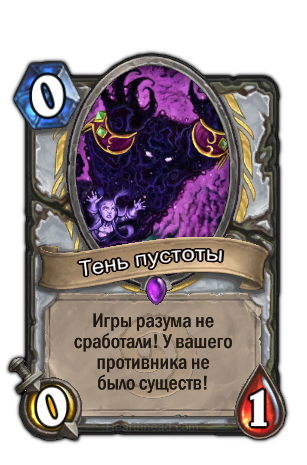 0
Тень пустоты
Игры разума не
сработали! У вашего
противника не
было существ!
0
1